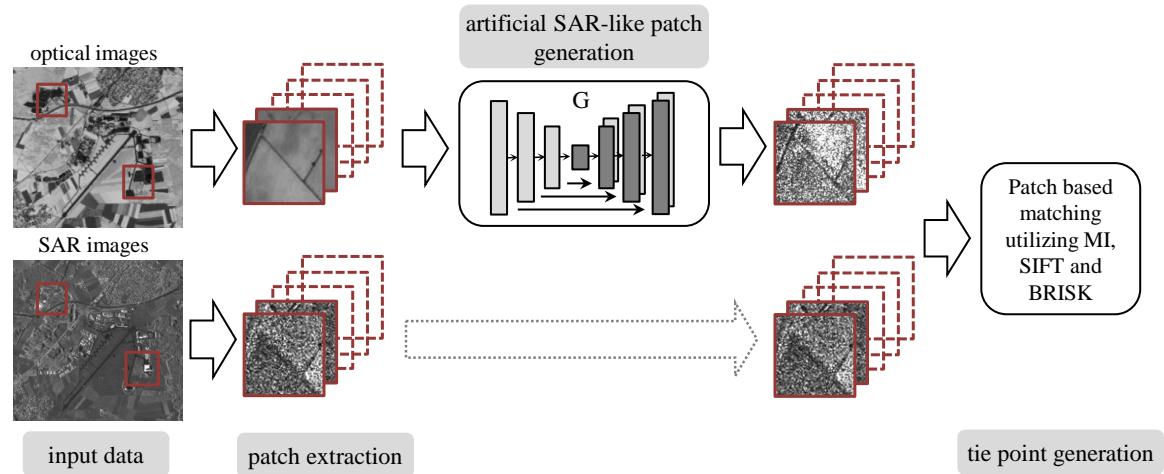 artificial SAR-like patch
generation
optical images
G
SAR images
Patch based
matching
utilizing MI,
SIFT and
BRISK
input data
patch extraction
tie point generation